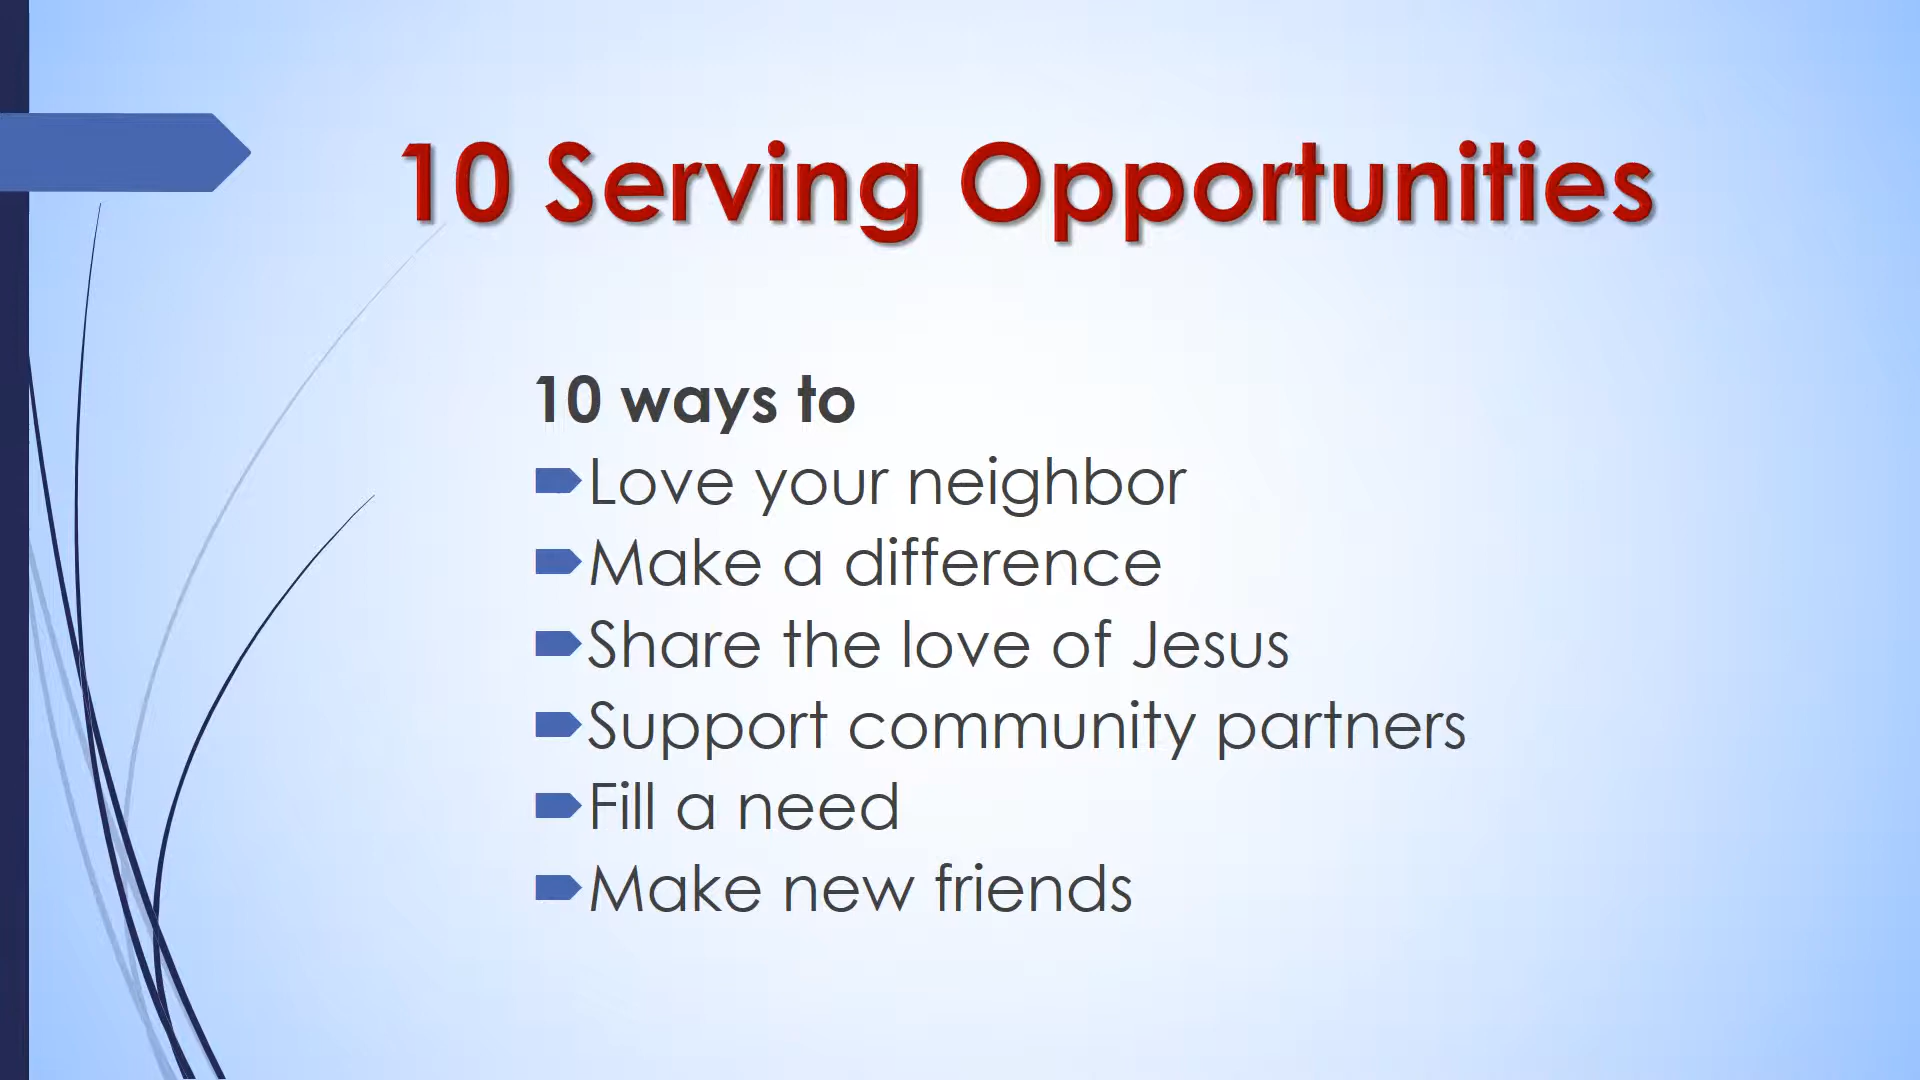 10 Serving Opportunities
10 ways to
Love your neighbor
Make a difference
Share the love of Jesus
Support community partners
Fill a need
Make new friends